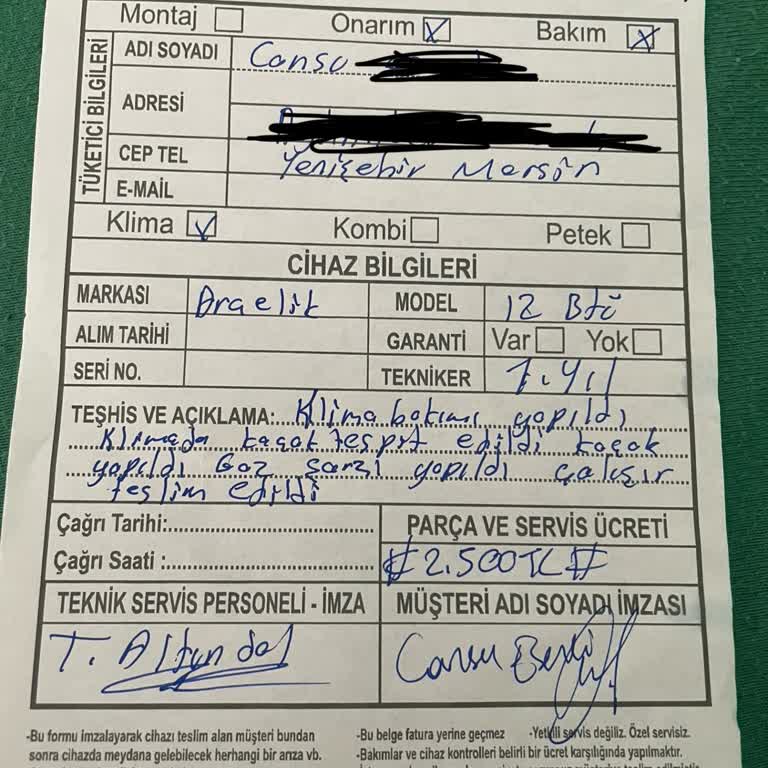 Montaj Onarım Bakım
TÜKETİCİ BİLGİLERİ
ADI SOYADI Cansu
ADRESİ
Yenişehir Mersin
CEP TEL
E-MAIL
Klima Kombi Petek
CİHAZ BİLGİLERİ
MARKASI Arçelik MODEL 12 Btü
ALIM TARİHİ GARANTİ Var Yok
SERİ NO. TEKNİKER 7.Yıl
TEŞHİS VE AÇIKLAMA: Klima bakımı yapıldı
Klimada kaçak tespit edildi kaçak
yapıldı Gaz şarzı yapıldı çalışır
teslim edildi
Çağrı Tarihi: PARÇA VE SERVİS ÜCRETİ
Çağrı Saati : # 2.500TL #
TEKNİK SERVİS PERSONELİ - İMZA MÜŞTERİ ADI SOYADI İMZASI
T. Altundal Cansu
-Bu formu imzalayarak cihazı teslim alan müşteri bundan -Bu belge fatura yerine geçmez -Yetkili servis değiliz. Özel servisiz.
sonra cihazda meydana gelebilecek herhangi bir arıza vb. -Bakımlar ve cihaz kontrolleri belirli bir ücret karşılığında yapılmaktır.